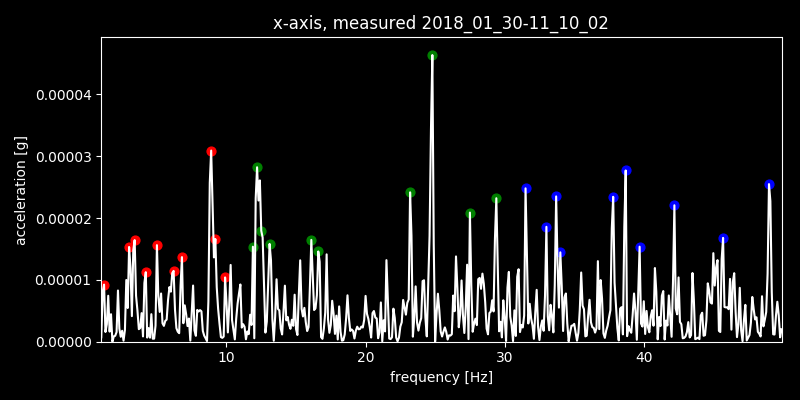 x-axis, measured 2018_01_30-11_10_02
acceleration [g]
0.00004
0.00003
0.00002
0.00001
0.00000
10 20 30 40
frequency [Hz]